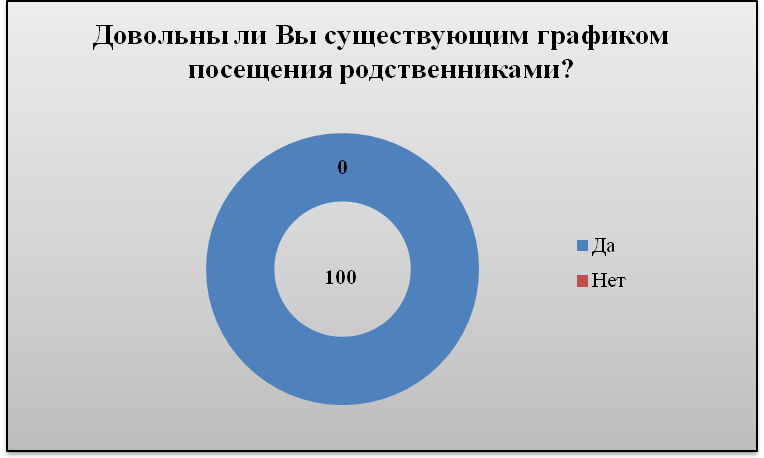 Довольны ли Вы существующим графиком
посещения родственниками?
0
100
Да
Нет